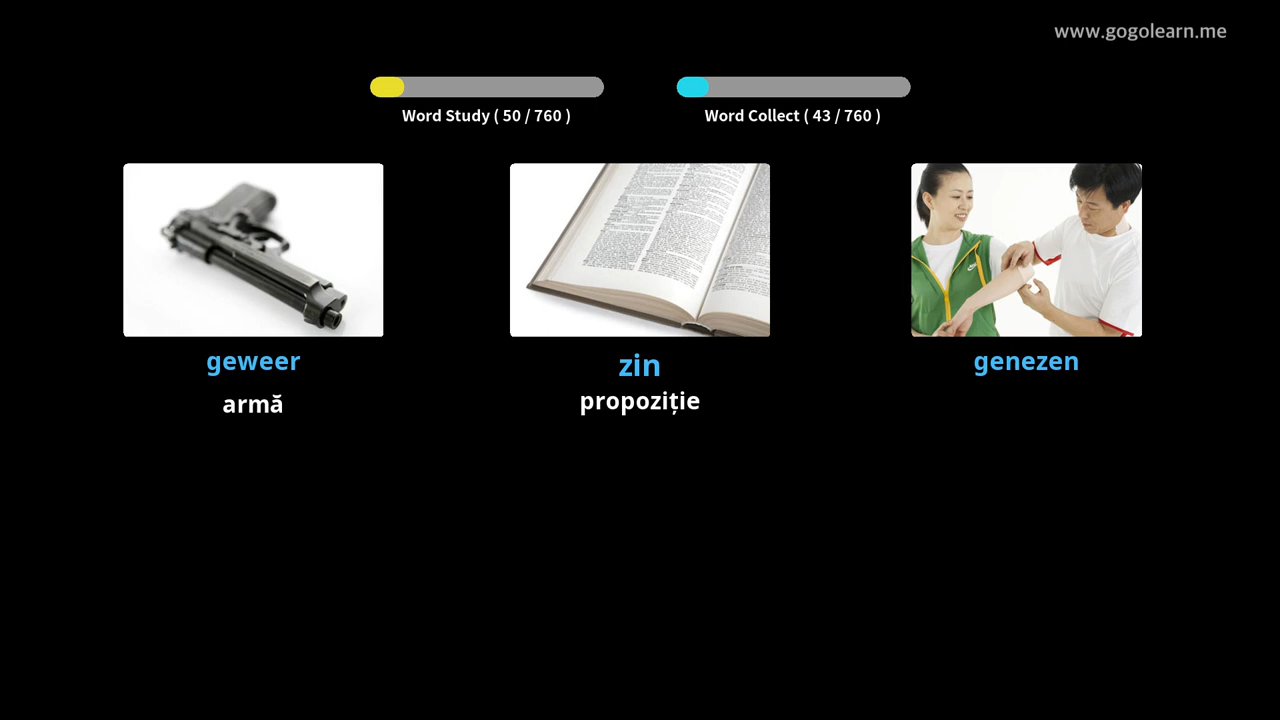 www.gogolearn.me
Word Study ( 50 / 760 )
Word Collect ( 43 / 760 )
geweer
armă
zin
propoziție
genezen